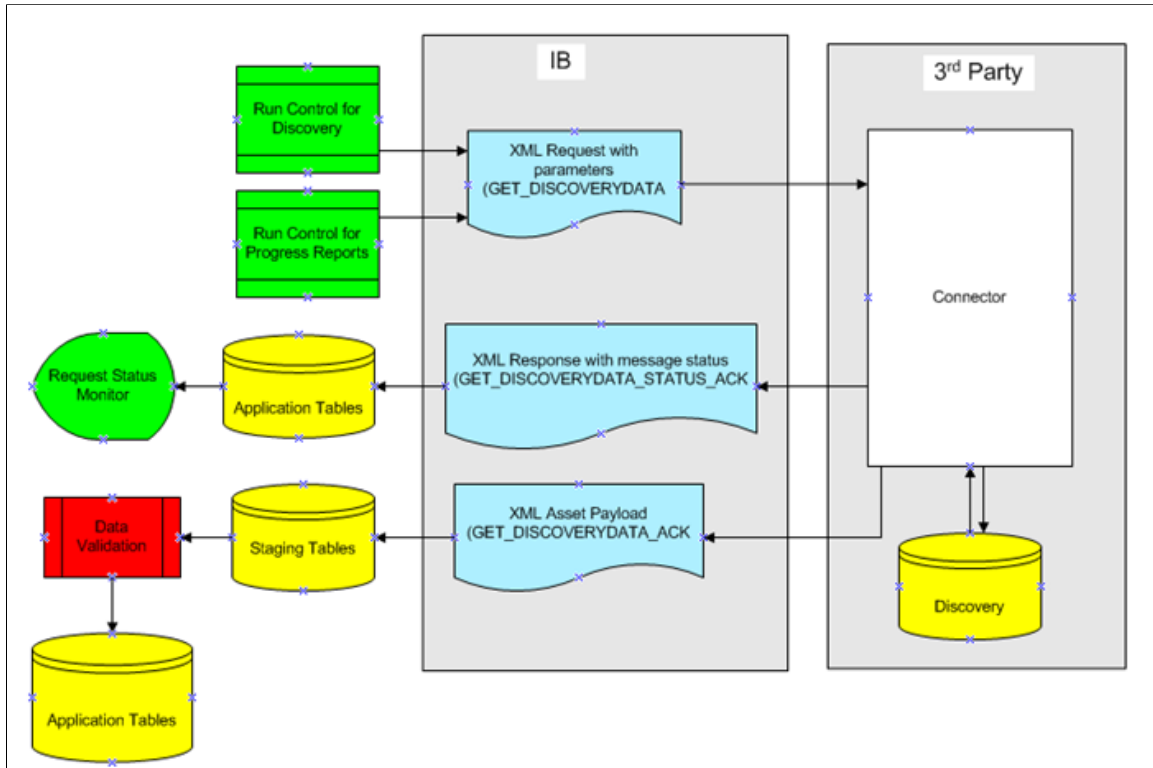 IB
3rd Party
Run Control for
Discovery
XML Request with
parameters
(GET_DISCOVERYDATA
Run Control for
Progress Reports
Connector
XML Response with message status
(GET_DISCOVERYDATA_STATUS_ACK
Request Status
Monitor
Application Tables
XML Asset Payload
(GET_DISCOVERYDATA_ACK
Data
Validation
Staging Tables
Discovery
Application Tables